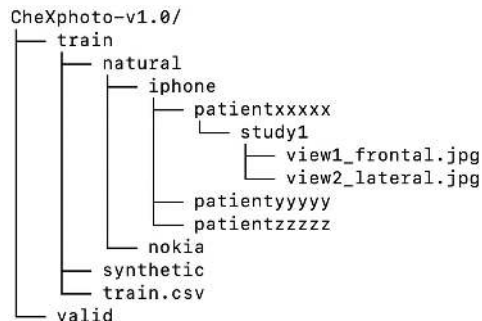 CheXphoto-v1.0/
train
natural
iphone
patientxxxxx
study1
view1_frontal.jpg
view2_lateral.jpg
patientyyyyy
patientzzzzz
nokia
synthetic
train.csv
valid